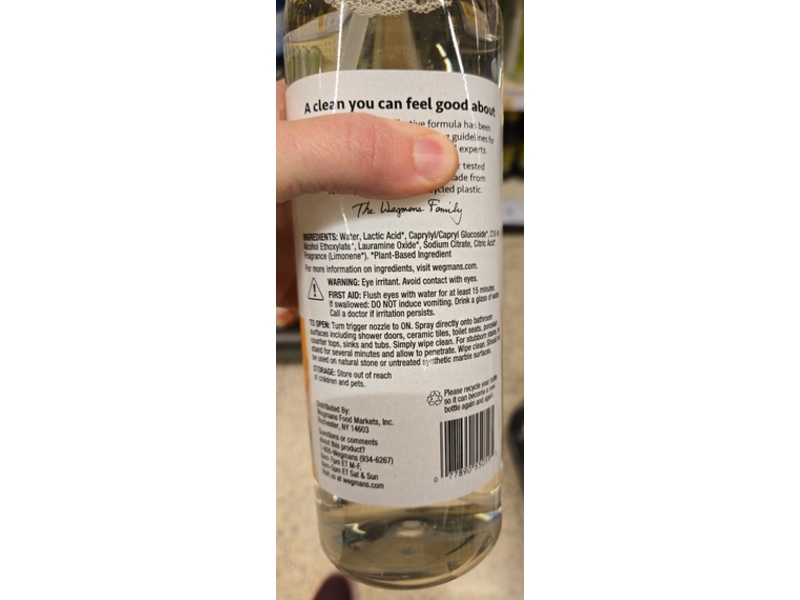 A clean you can feel good about
formula has been
guidelines for
experts.
tested
made from
recycled plastic.
The Wegmans Family
INGREDIENTS: Water, Lactic Acid*, Caprylyl/Capryl Glucoside*,
Alcohol Ethoxylate*, Lauramine Oxide*, Sodium Citrate, Citric Acid*
Fragrance (Limonene*). *Plant-Based Ingredient
For more information on ingredients, visit wegmans.com.
WARNING: Eye irritant. Avoid contact with eyes.
FIRST AID: Flush eyes with water for at least 15 minutes.
If swallowed: DO NOT induce vomiting. Drink a glass of water.
Call a doctor if irritation persists.
TO OPEN: Turn trigger nozzle to ON. Spray directly onto bathroom
surfaces including shower doors, ceramic tiles, toilet seats, porcelain
counter tops, sinks and tubs. Simply wipe clean. For stubborn stains,
stand for several minutes and allow to penetrate. Wipe clean. Should
be used on natural stone or untreated synthetic marble surfaces.
STORAGE: Store out of reach
of children and pets.
Please recycle your bottle
so it can become a new
bottle again and again.
Distributed By:
Wegmans Food Markets, Inc.
Rochester, NY 14603
Questions or comments
about this product?
1-800-Wegmans (934-6267)
ET M-F,
ET Sat & Sun
Visit us at wegmans.com
0 77890